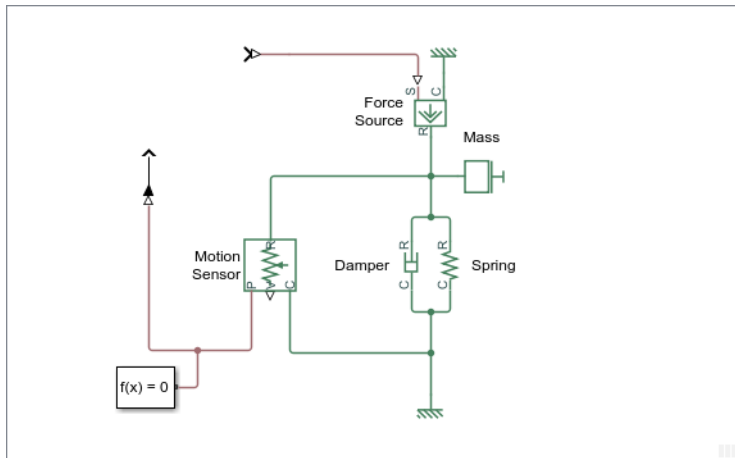 S
C
Force
Source
R
Mass
R
Motion
Sensor
P
V
C
R
Damper
C
R
Spring
C
f(x) = 0